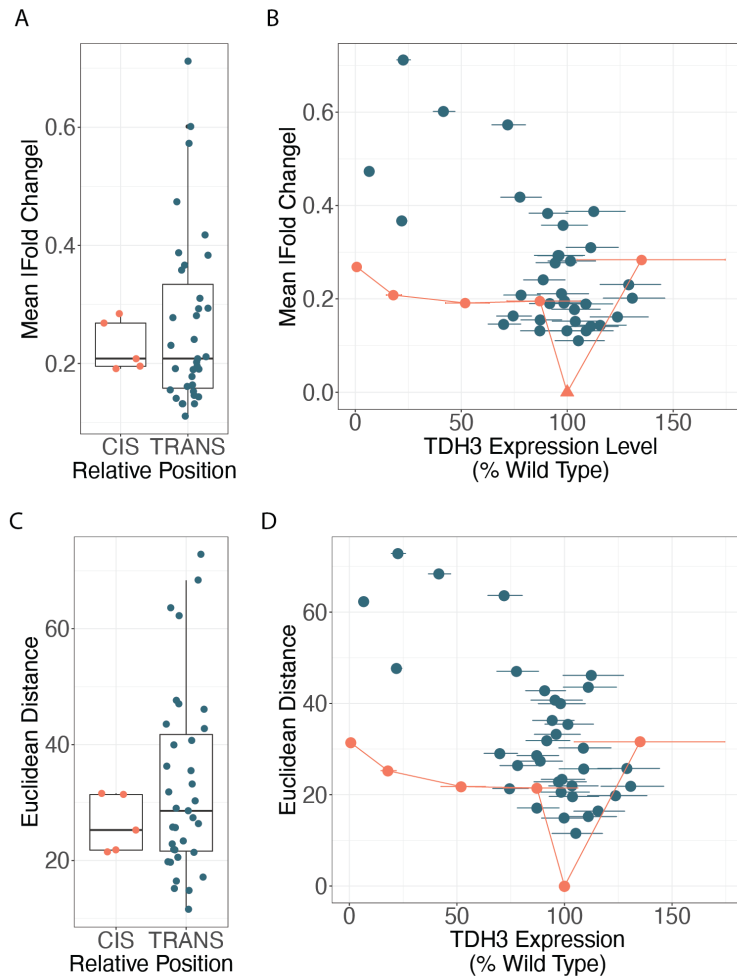 A
B
Mean |Fold Change|
0.6
0.4
0.2
CIS TRANS
Relative Position
Mean |Fold Change|
0.6
0.4
0.2
0.0
0 50 100 150
TDH3 Expression Level
(% Wild Type)
C
D
Euclidean Distance
60
40
20
CIS TRANS
Relative Position
Euclidean Distance
60
40
20
0
0 50 100 150
TDH3 Expression
(% Wild Type)